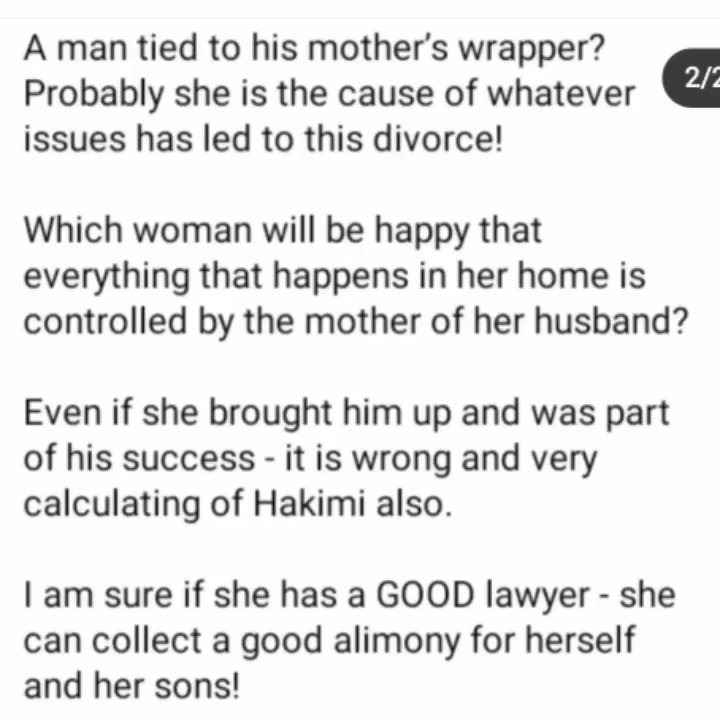 A man tied to his mother's wrapper?
Probably she is the cause of whatever
issues has led to this divorce!
2/2
Which woman will be happy that
everything that happens in her home is
controlled by the mother of her husband?
Even if she brought him up and was part
of his success - it is wrong and very
calculating of Hakimi also.
I am sure if she has a GOOD lawyer - she
can collect a good alimony for herself
and her sons!